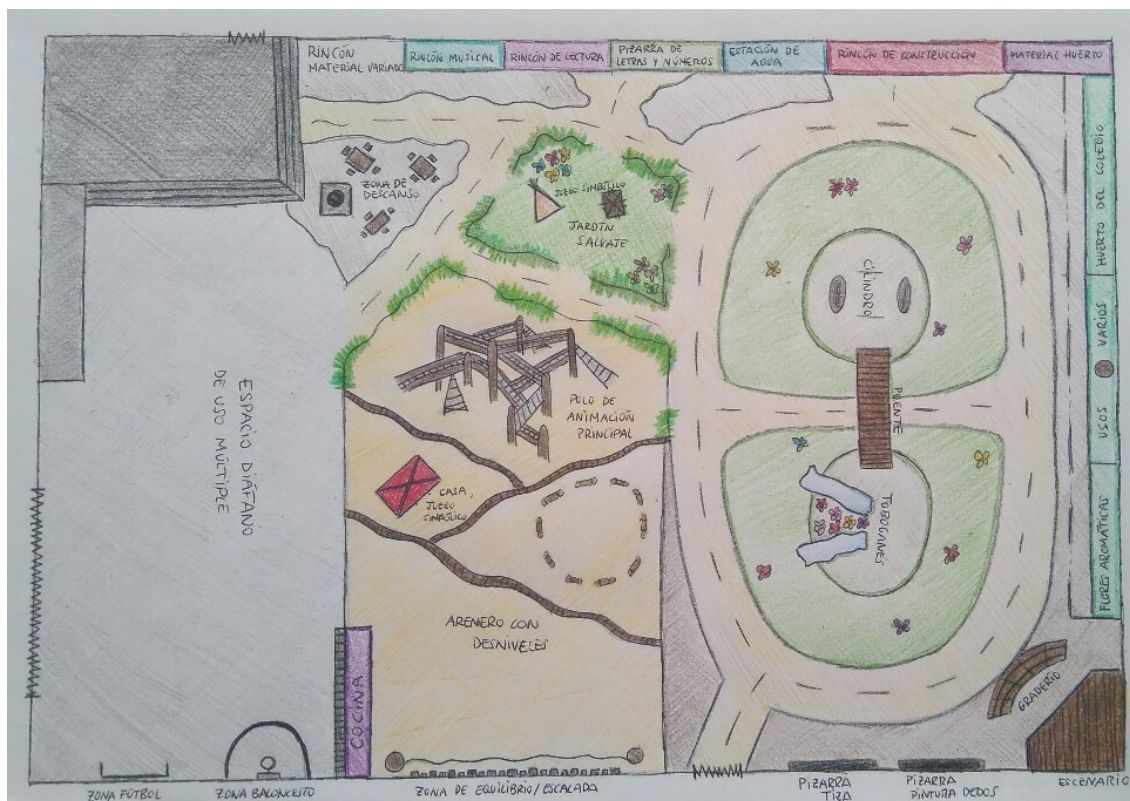 RINCÓN
MATERIAL VARIADO
RINCÓN MUSICAL
RINCÓN DE LECTURA
PIZARRA DE
LETRAS Y NÚMEROS
ESTACIÓN DE
AGUA
RINCÓN DE CONSTRUCCIÓN
MATERIAL HUERTO
HUERTO DEL COLEGIO
USOS VARIOS
FLORES AROMÁTICAS
ZONA DE
DESCANSO
JUEGO SIMBÓLICO
JARDÍN
SALVAJE
CILINDRO
PUENTE
TOBOGANES
ESPACIO DIÁFANO
DE USO MÚLTIPLE
POLO DE
ANIMACIÓN
PRINCIPAL
CASA,
JUEGO
SIMBÓLICO
ARENERO CON
DESNIVELES
COCINA
GRADERÍO
ZONA FÚTBOL
ZONA BALONCESTO
ZONA DE EQUILIBRIO/ESCALADA
PIZARRA
TIZA
PIZARRA
PINTURA DEDOS
ESCENARIO